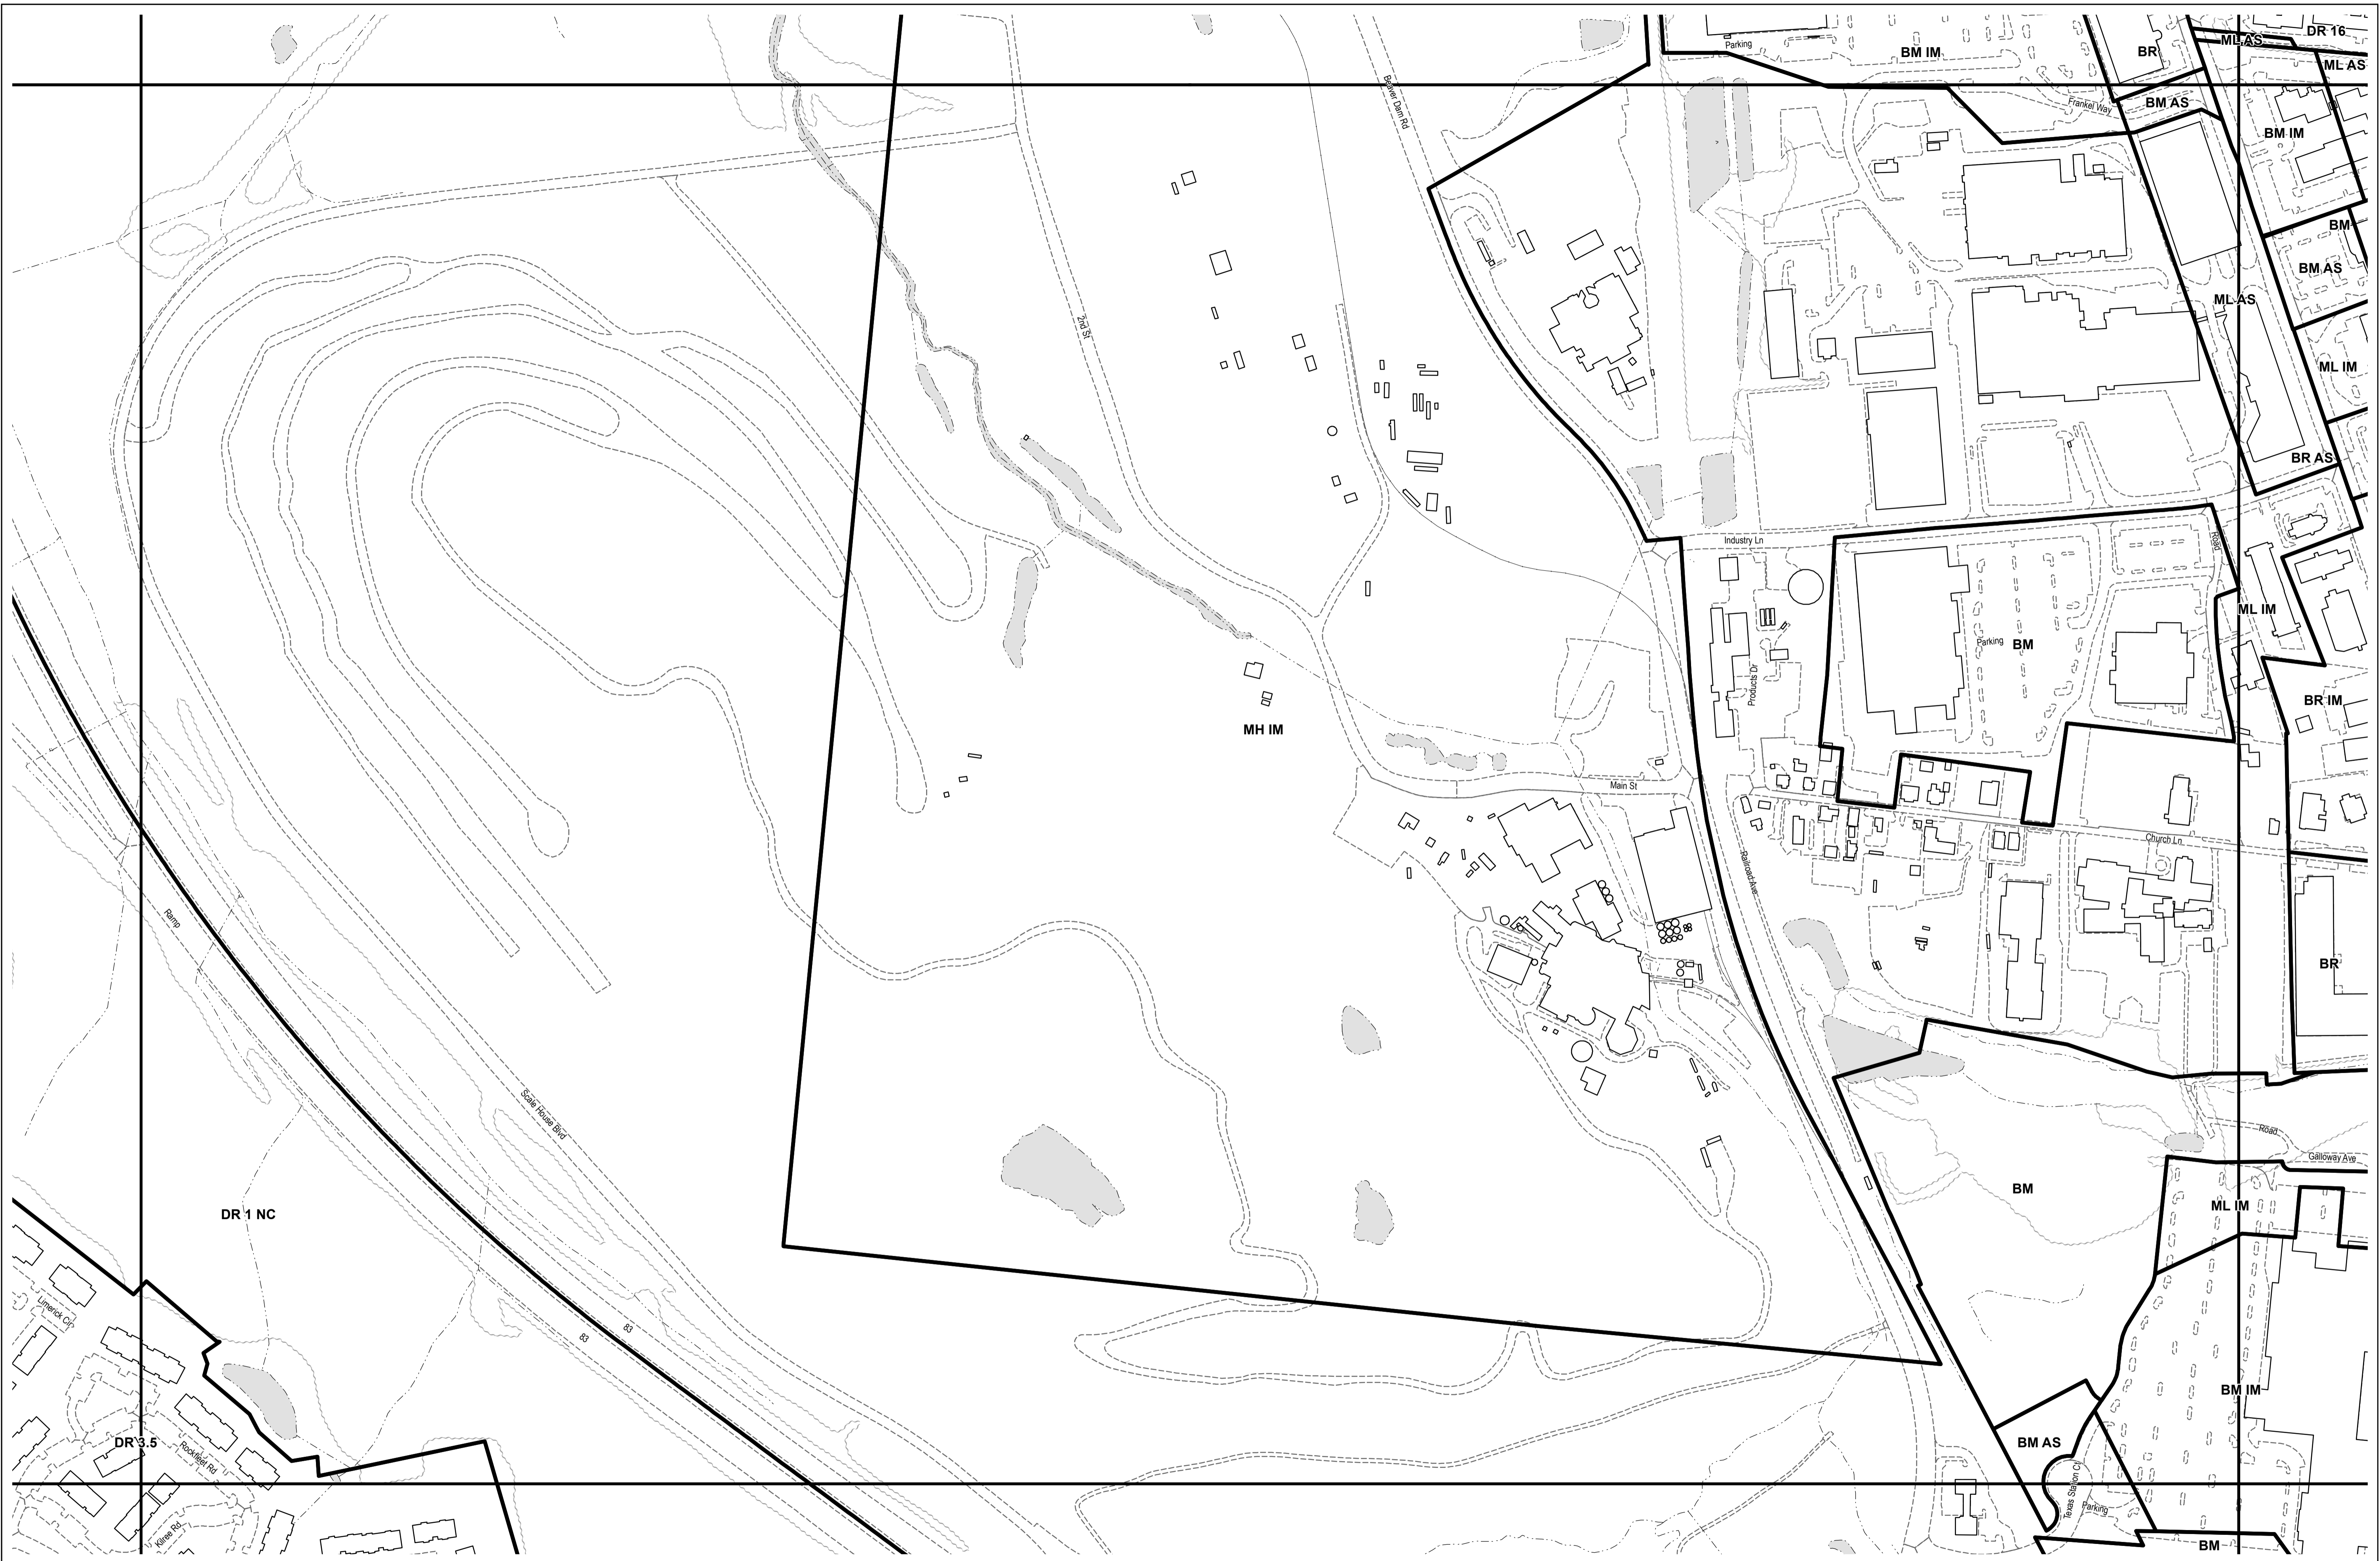 DR 16
ML AS
Parking
BM IM
BR
ML AS
Beaver Dam Rd
Frankel Way
BM AS
BM IM
BM
BM AS
ML AS
2nd St
ML IM
BR AS
Industry Ln
Road
ML IM
Parking
BM
Products Dr
BR IM
MH IM
Main St
Church Ln
Railroad Ave
Ramp
BR
Scale House Blvd
Road
Galloway Ave
BM
ML IM
DR 1 NC
Limerick Cir
83
83
BM IM
DR 3.5
Rockfleet Rd
BM AS
Texas Station Ct
Parking
Kilree Rd
BM